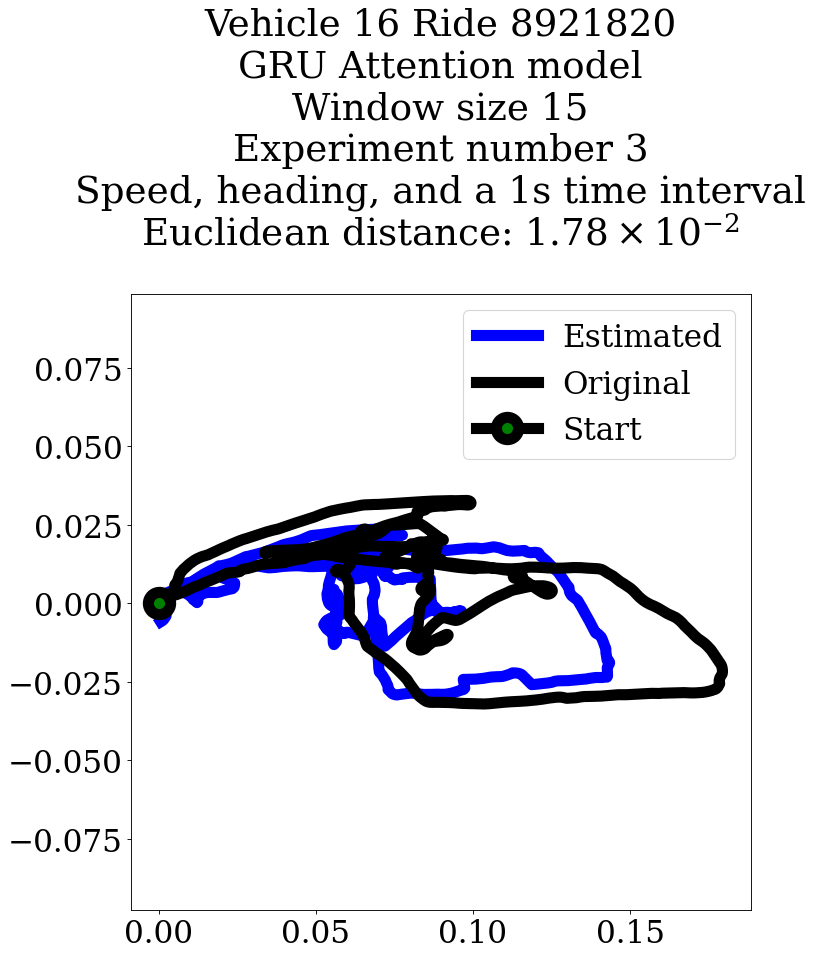 Vehicle 16 Ride 8921820
GRU Attention model
Window size 15
Experiment number 3
Speed, heading, and a 1s time interval
Euclidean distance: 1.78 × 10⁻²
Estimated
Original
Start
0.075
0.050
0.025
0.000
−0.025
−0.050
−0.075
0.00 0.05 0.10 0.15